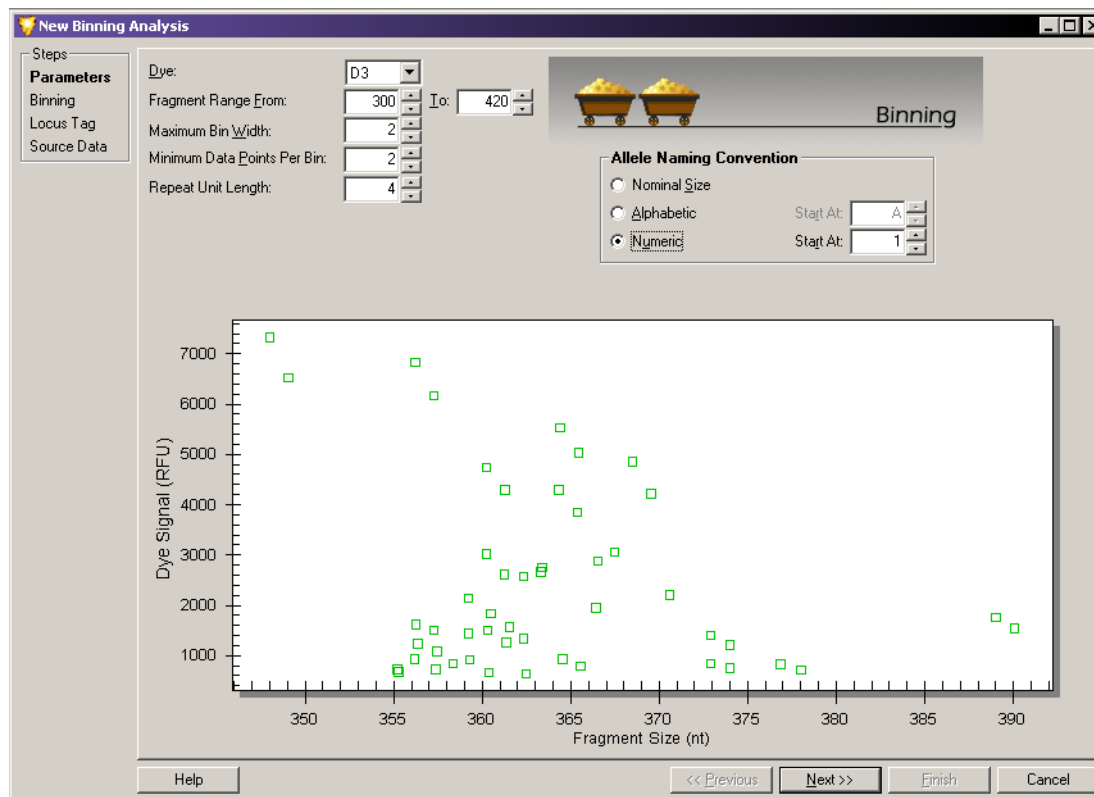 New Binning Analysis
Steps
Parameters
Binning
Locus Tag
Source Data
Dye: D3
Fragment Range From: 300 To: 420
Maximum Bin Width: 2
Minimum Data Points Per Bin: 2
Repeat Unit Length: 4
Binning
Allele Naming Convention
Nominal Size
Alphabetic Start At: A
Numeric Start At: 1
Dye Signal (RFU)
7000
6000
5000
4000
3000
2000
1000
350 355 360 365 370 375 380 385 390
Fragment Size (nt)
Help << Previous Next >> Finish Cancel